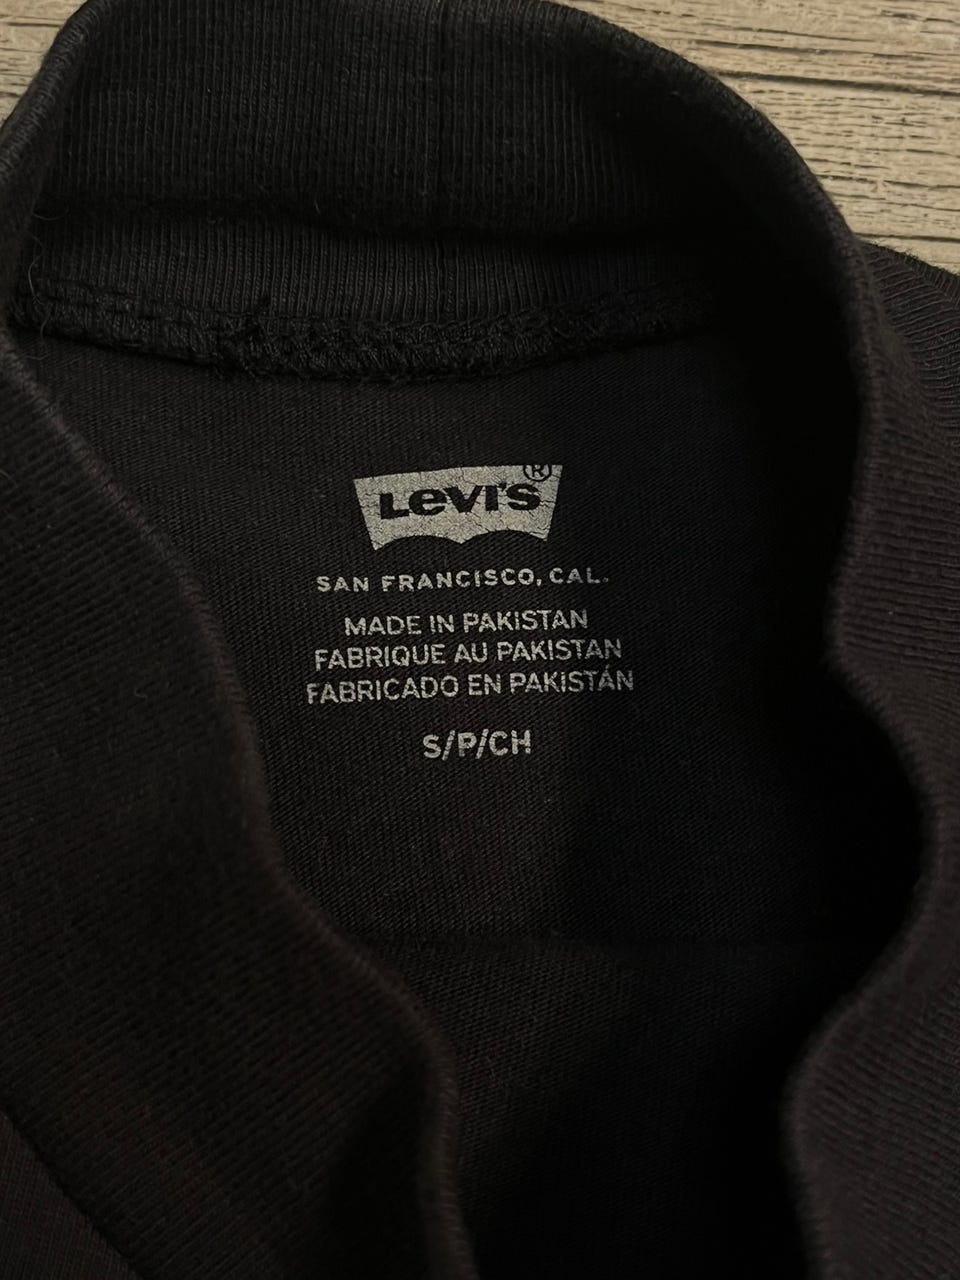 Levi's®
SAN FRANCISCO, CAL.
MADE IN PAKISTAN
FABRIQUE AU PAKISTAN
FABRICADO EN PAKISTÁN
S/P/CH